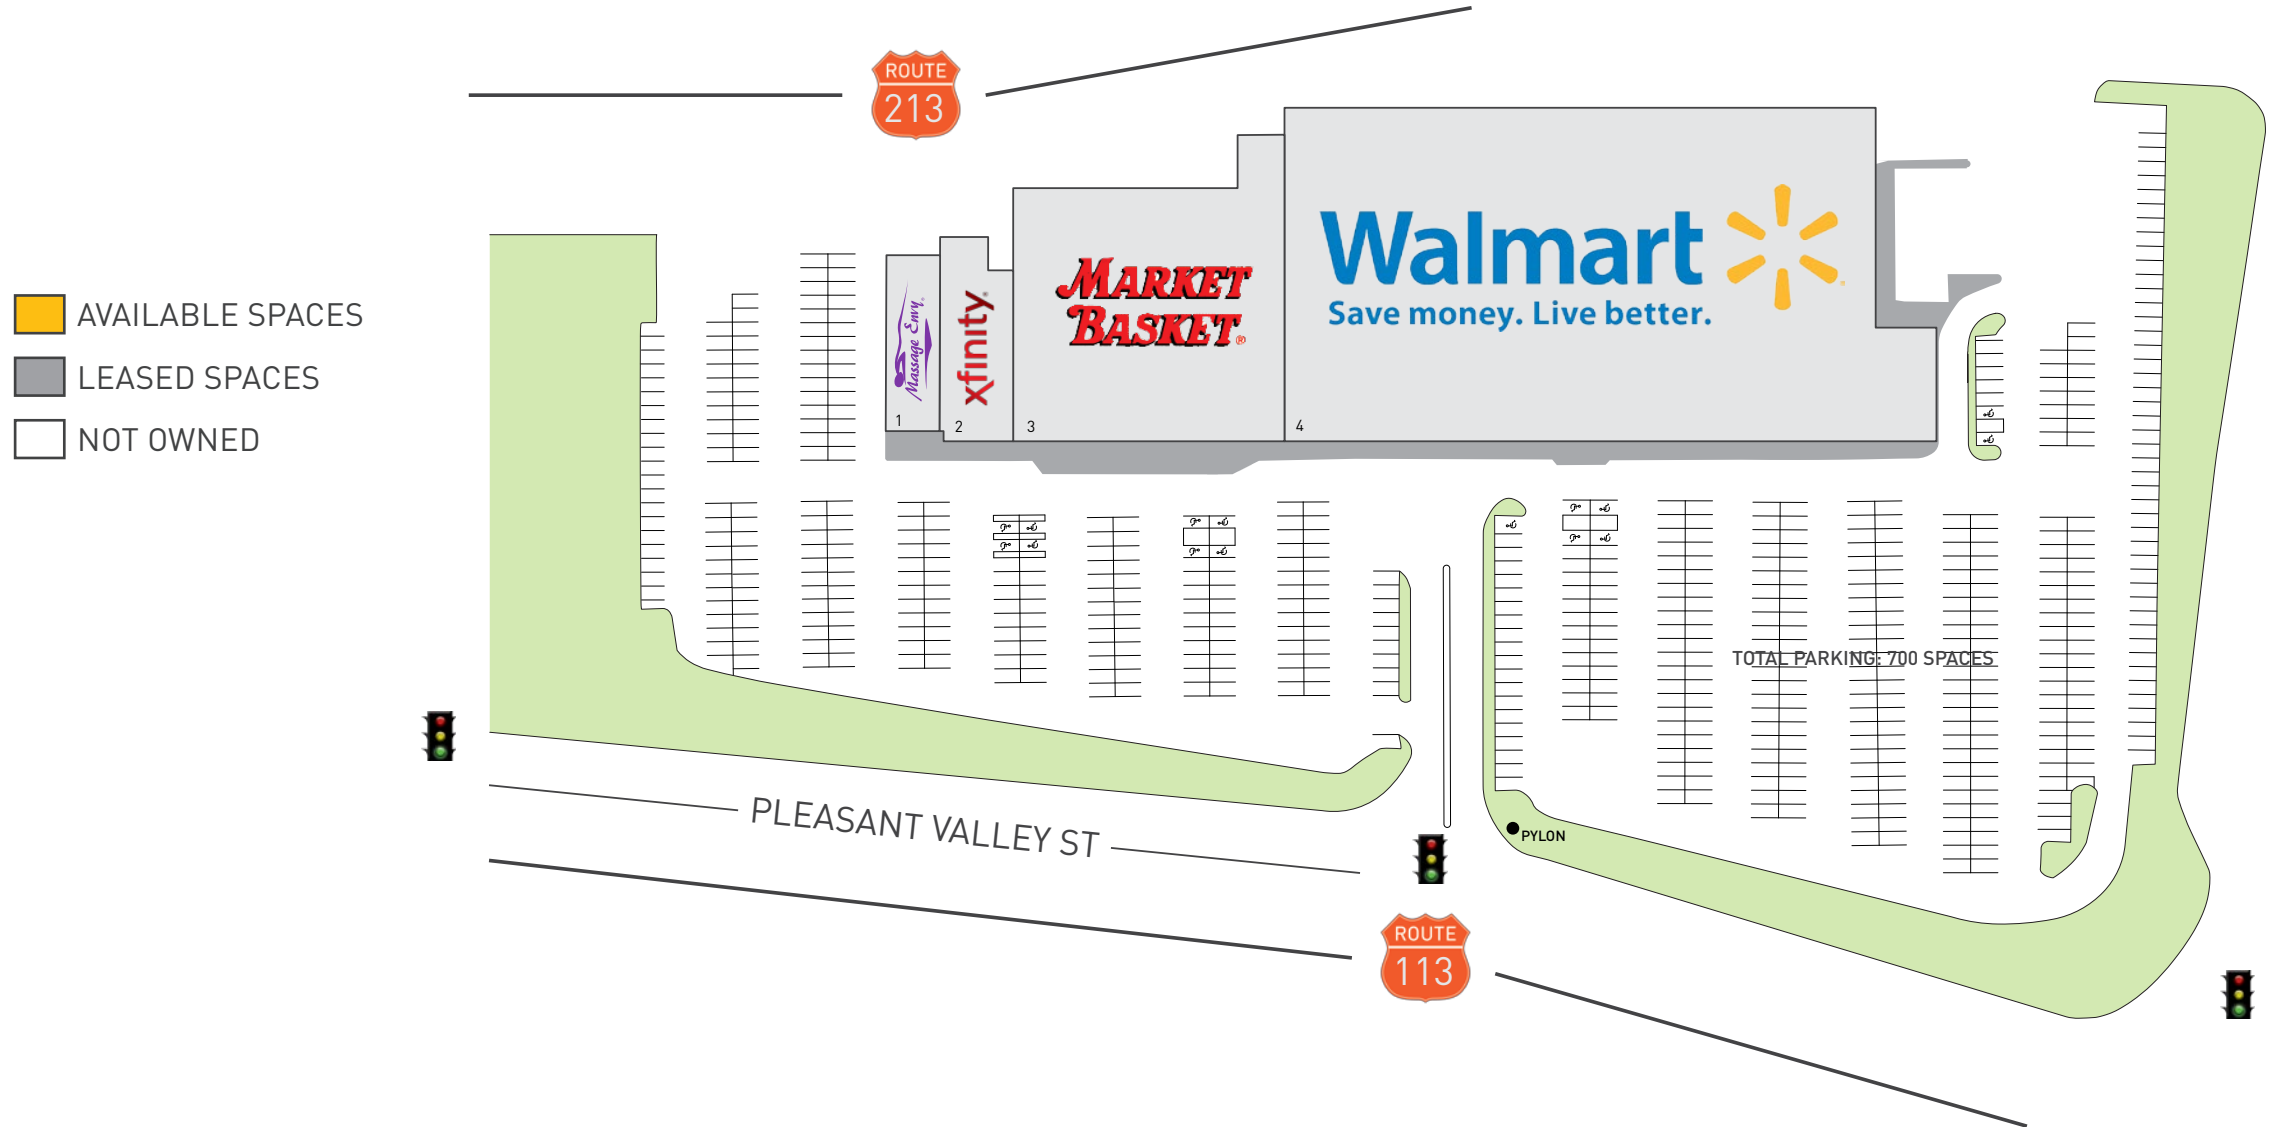 ROUTE
213
AVAILABLE SPACES
LEASED SPACES
NOT OWNED
Massage Envy®
1
xfinity®
2
MARKET
BASKET®
3
Walmart
Save money. Live better.
4
TOTAL PARKING: 700 SPACES
PLEASANT VALLEY ST
PYLON
ROUTE
113